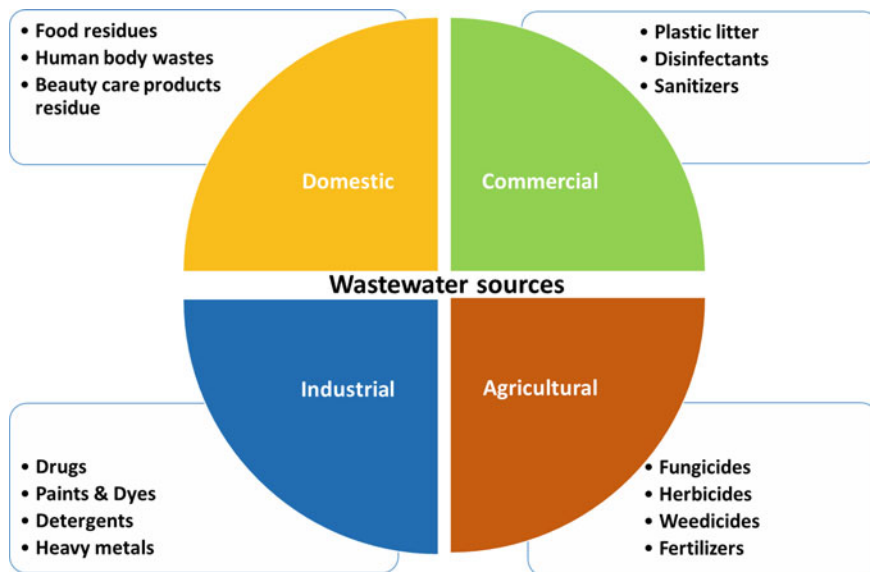 • Food residues
• Human body wastes
• Beauty care products
residue
• Plastic litter
• Disinfectants
• Sanitizers
Domestic
Commercial
Wastewater sources
Industrial
Agricultural
• Drugs
• Paints & Dyes
• Detergents
• Heavy metals
• Fungicides
• Herbicides
• Weedicides
• Fertilizers